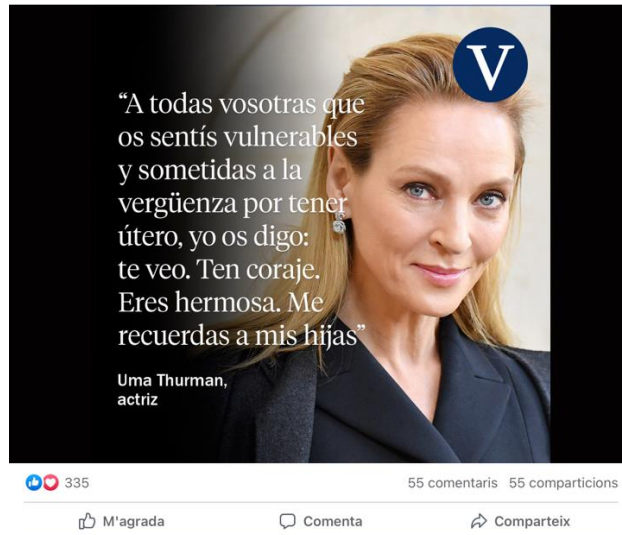 V
“A todas vosotras que
os sentís vulnerables
y sometidas a la
vergüenza por tener
útero, yo os digo:
te veo. Ten coraje.
Eres hermosa. Me
recuerdas a mis hijas”
Uma Thurman,
actriz
335
55 comentaris 55 comparticions
M'agrada
Comenta
Comparteix